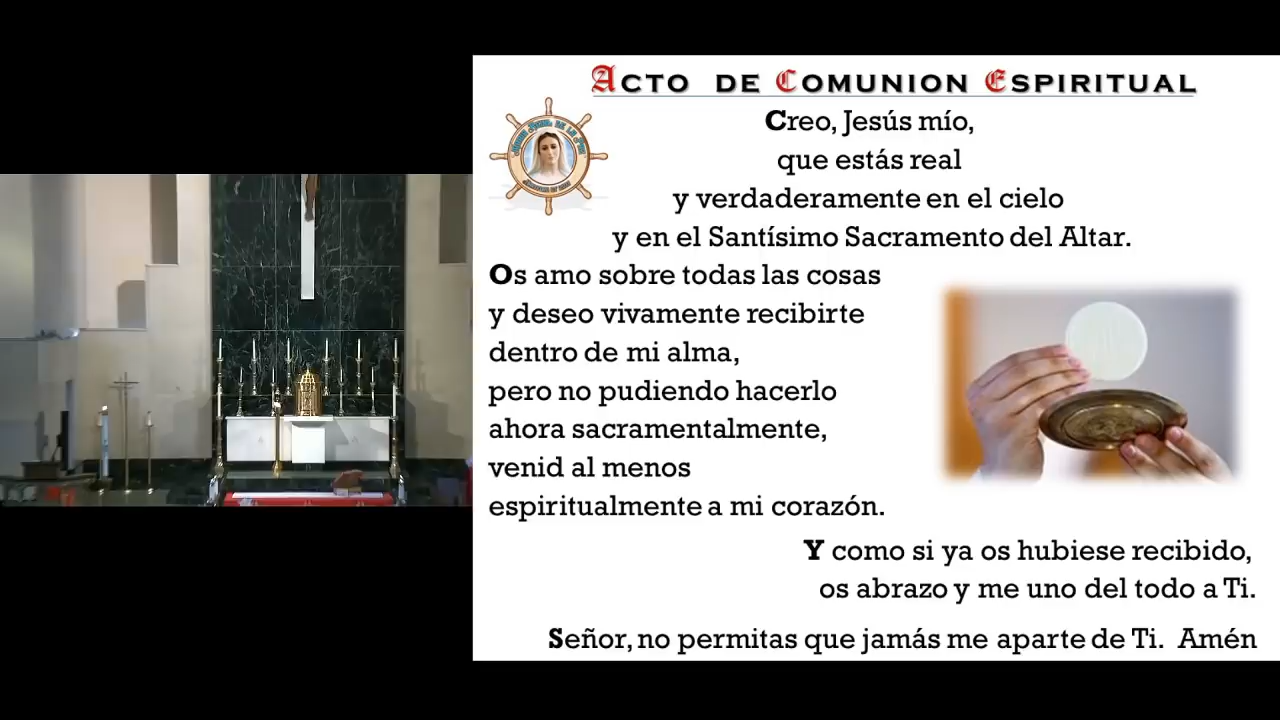 ACTO DE COMUNION ESPIRITUAL
Creo, Jesús mío,
que estás real
y verdaderamente en el cielo
y en el Santísimo Sacramento del Altar.
Os amo sobre todas las cosas
y deseo vivamente recibirte
dentro de mi alma,
pero no pudiendo hacerlo
ahora sacramentalmente,
venid al menos
espiritualmente a mi corazón.
Y como si ya os hubiese recibido,
os abrazo y me uno del todo a Ti.
Señor, no permitas que jamás me aparte de Ti. Amén